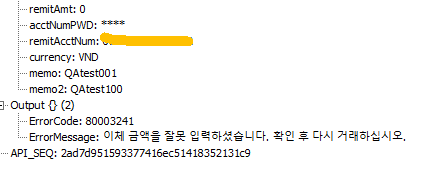 remitAmt: 0
acctNumPWD: ****
remitAcctNum:
currency: VND
memo: QAtest001
memo2: QAtest100
Output {} (2)
ErrorCode: 80003241
ErrorMessage: 이체 금액을 잘못 입력하셨습니다. 확인 후 다시 거래하십시오.
API_SEQ: 2ad7d951593377416ec51418352131c9